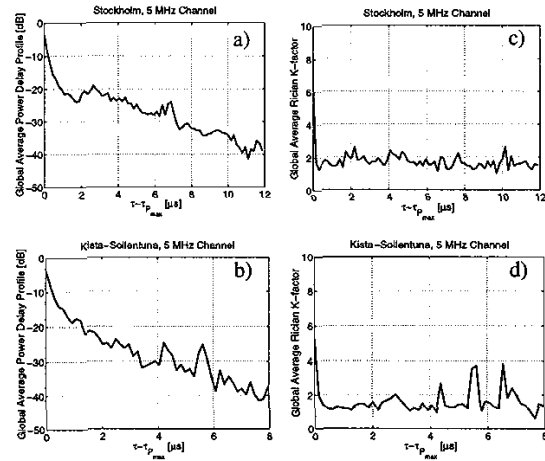 Stockholm, 5 MHz Channel
Global Average Power Delay Profile [dB]
a)
0
-10
-20
-30
-40
-50
0 2 4 6 8 10 12
τ-τPmax [μs]
Stockholm, 5 MHz Channel
Global Average Rician K-factor
c)
10
8
6
4
2
0
0 2 4 6 8 10 12
τ-τPmax [μs]
Kista-Sollentuna, 5 MHz Channel
Global Average Power Delay Profile [dB]
b)
0
-10
-20
-30
-40
-50
0 2 4 6 8
τ-τPmax [μs]
Kista-Sollentuna, 5 MHz Channel
Global Average Rician K-factor
d)
10
8
6
4
2
0
0 2 4 6 8
τ-τPmax [μs]